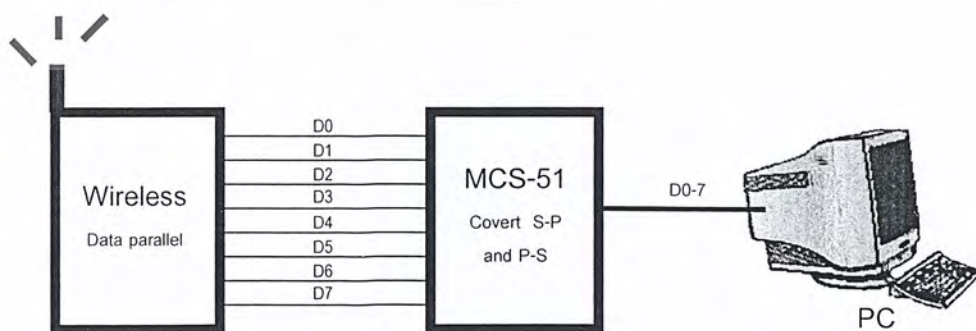 Wireless
Data parallel
D0
D1
D2
D3
D4
D5
D6
D7
MCS-51
Covert S-P
and P-S
D0-7
PC